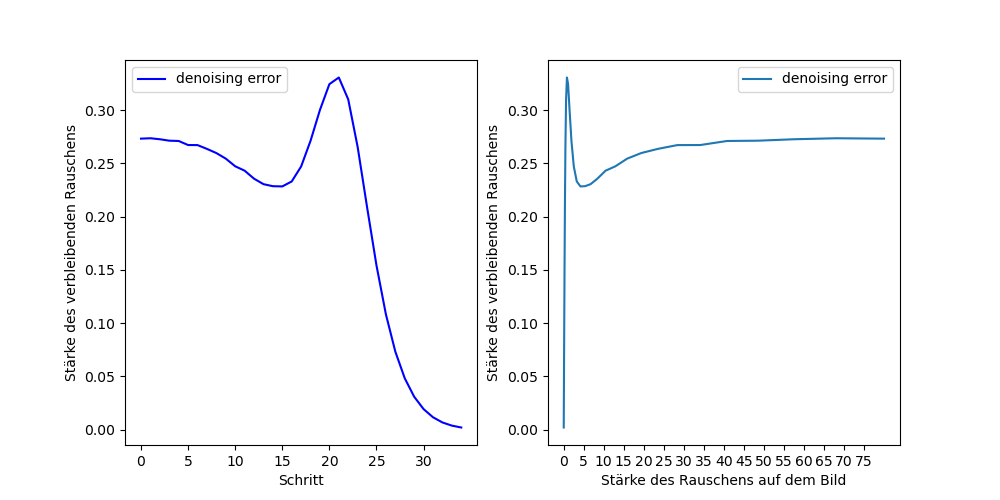 denoising error
Stärke des verbleibenden Rauschens
0.30
0.25
0.20
0.15
0.10
0.05
0.00
0 5 10 15 20 25 30
Schritt
denoising error
Stärke des verbleibenden Rauschens
0.30
0.25
0.20
0.15
0.10
0.05
0.00
0 5 10 15 20 25 30 35 40 45 50 55 60 65 70 75
Stärke des Rauschens auf dem Bild